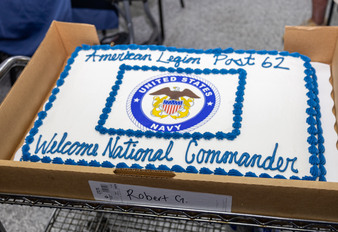 American Legion Post 62
UNITED STATES
NAVY
Welcome National Commander
Robert G.